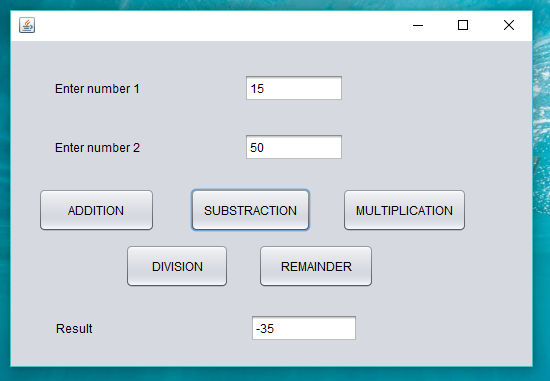 Enter number 1 15
Enter number 2 50
ADDITION SUBSTRACTION MULTIPLICATION
DIVISION REMAINDER
Result -35